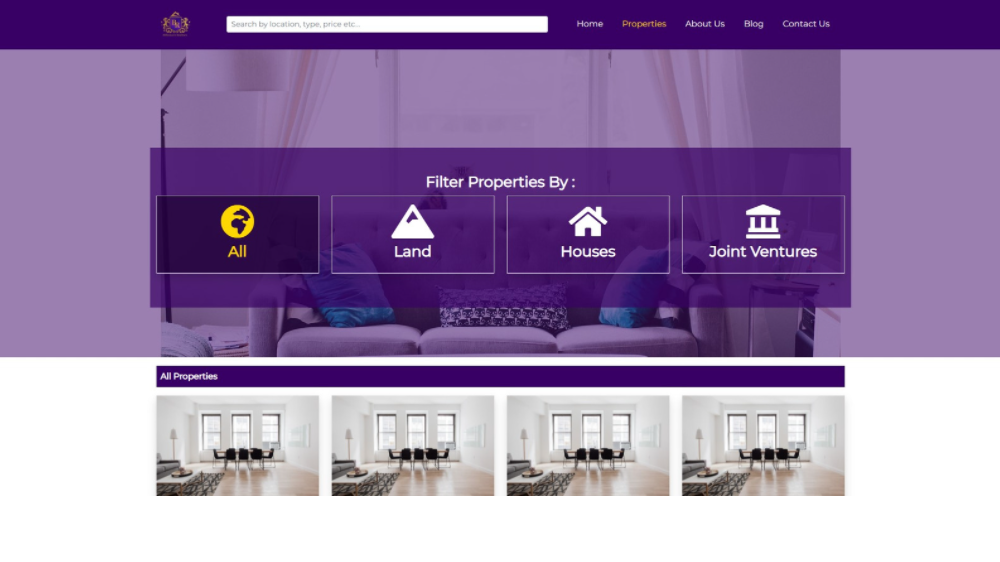 Search by location, type, price etc...
Home
Properties
About Us
Blog
Contact Us
Filter Properties By :
All
Land
Houses
Joint Ventures
All Properties